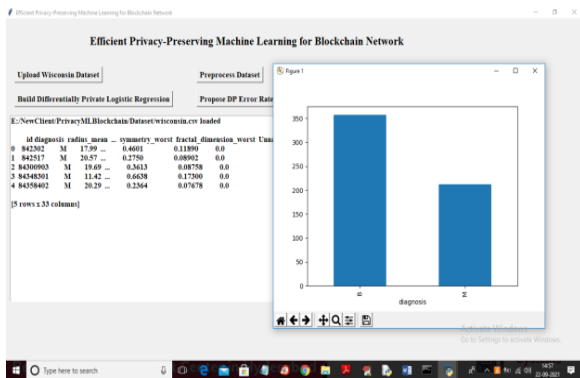 Efficient Privacy-Preserving Machine Learning for Blockchain Network
Efficient Privacy-Preserving Machine Learning for Blockchain Network
Upload Wisconsin Dataset
Preprocess Dataset
Build Differentially Private Logistic Regression
Propose DP Error Rate
E:/NewClient/PrivacyMLBlockchain/Dataset/wisconsin.csv loaded
id diagnosis radius_mean ... symmetry_worst fractal_dimension_worst Unna
0 842302 M 17.99 ... 0.4601 0.11890 0.0
1 842517 M 20.57 ... 0.2750 0.08902 0.0
2 84300903 M 19.69 ... 0.3613 0.08758 0.0
3 84348301 M 11.42 ... 0.6638 0.17300 0.0
4 84358402 M 20.29 ... 0.2364 0.07678 0.0
[5 rows x 33 columns]
Figure 1
350
300
250
200
150
100
50
0
B
M
diagnosis
Activate Windows
Go to Settings to activate Windows.
Type here to search
14:57
22-09-2021